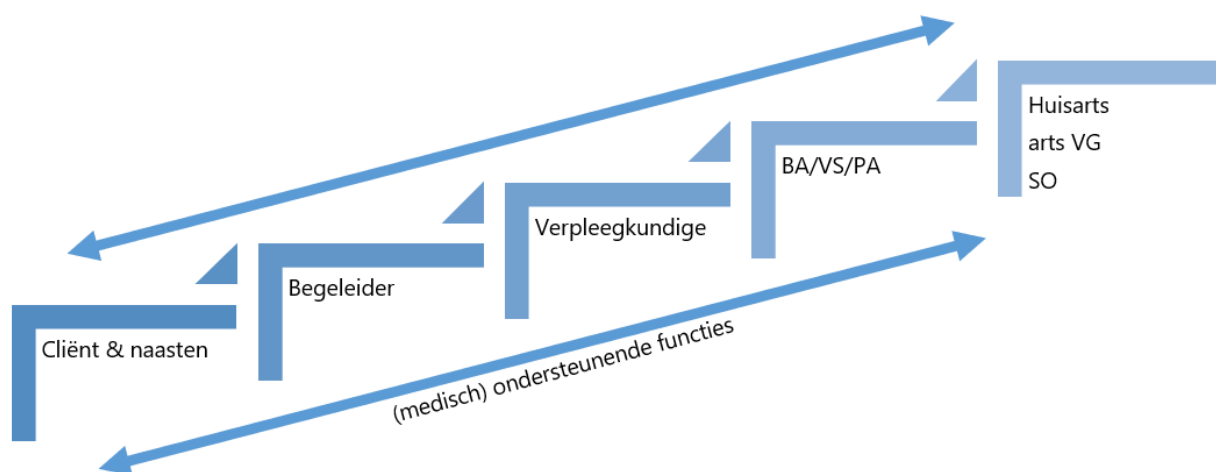 Cliënt & naasten
Begeleider
Verpleegkundige
BA/VS/PA
Huisarts
arts VG
SO
(medisch) ondersteunende functies